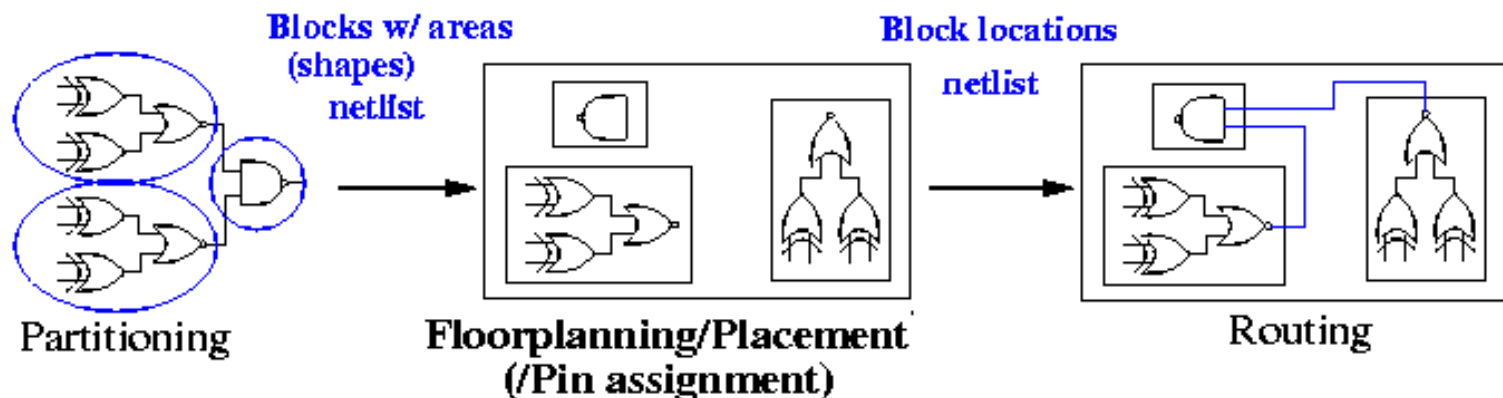 Blocks w/ areas
(shapes)
netlist
Block locations
netlist
Partitioning
Floorplanning/Placement
(/Pin assignment)
Routing